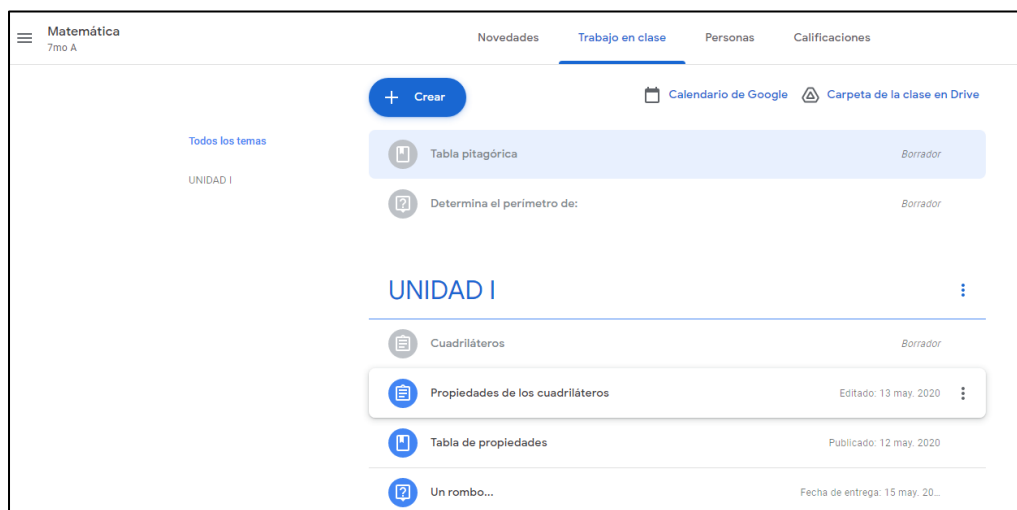 Matemática
7mo A
Novedades
Trabajo en clase
Personas
Calificaciones
Crear
Calendario de Google
Carpeta de la clase en Drive
Todos los temas
UNIDAD I
Tabla pitagórica
Borrador
Determina el perímetro de:
Borrador
UNIDAD I
Cuadriláteros
Borrador
Propiedades de los cuadriláteros
Editado: 13 may. 2020
Tabla de propiedades
Publicado: 12 may. 2020
Un rombo...
Fecha de entrega: 15 may. 20...